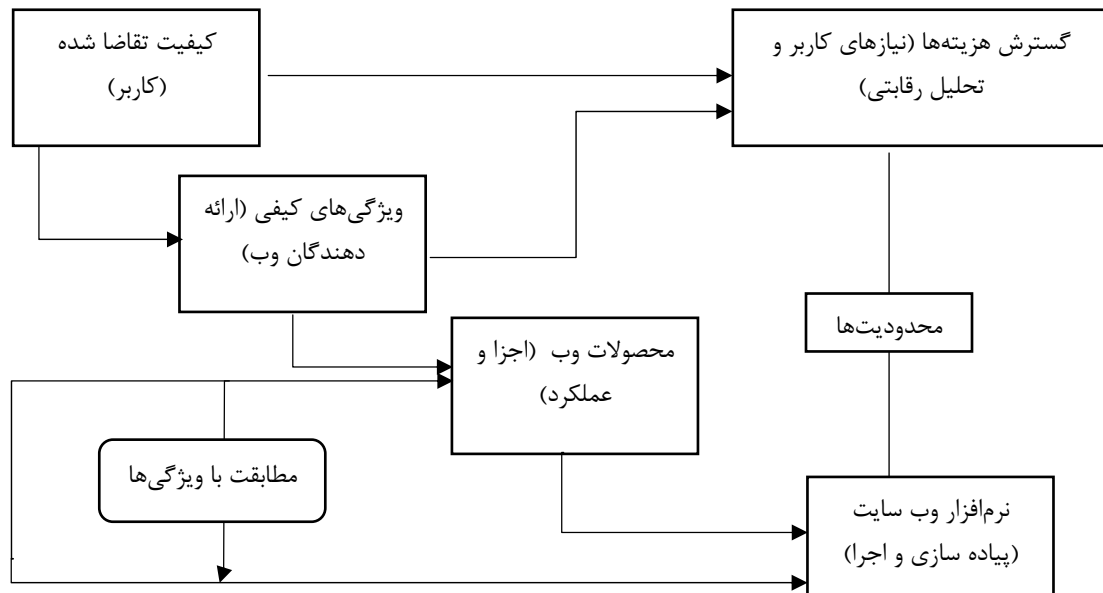 کیفیت تقاضا شده
(کاربر)
گسترش هزیته‌ها (نیازهای کاربر و
تحلیل رقابتی)
ویژگی‌های کیفی (ارائه
دهندگان وب)
محدودیت‌ها
محصولات وب (اجزا و
عملکرد)
مطابقت با ویژگی‌ها
نرم‌افزار وب سایت
(پیاده سازی و اجرا)